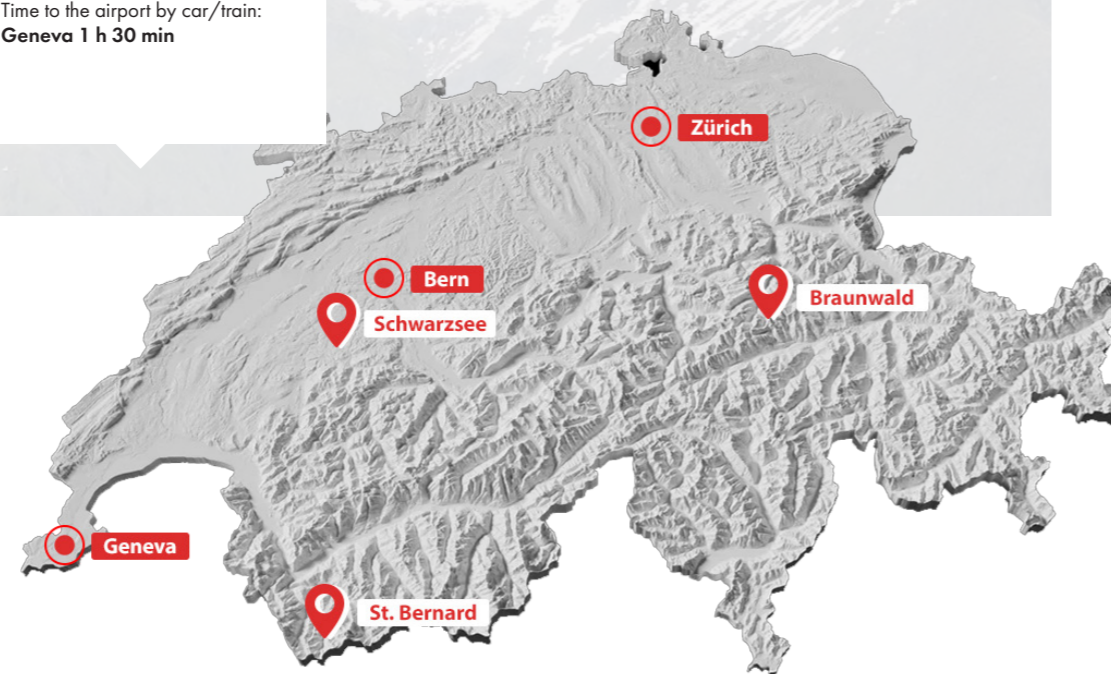 Time to the airport by car/train:
Geneva 1 h 30 min
Zürich
Bern
Braunwald
Schwarzsee
Geneva
St. Bernard